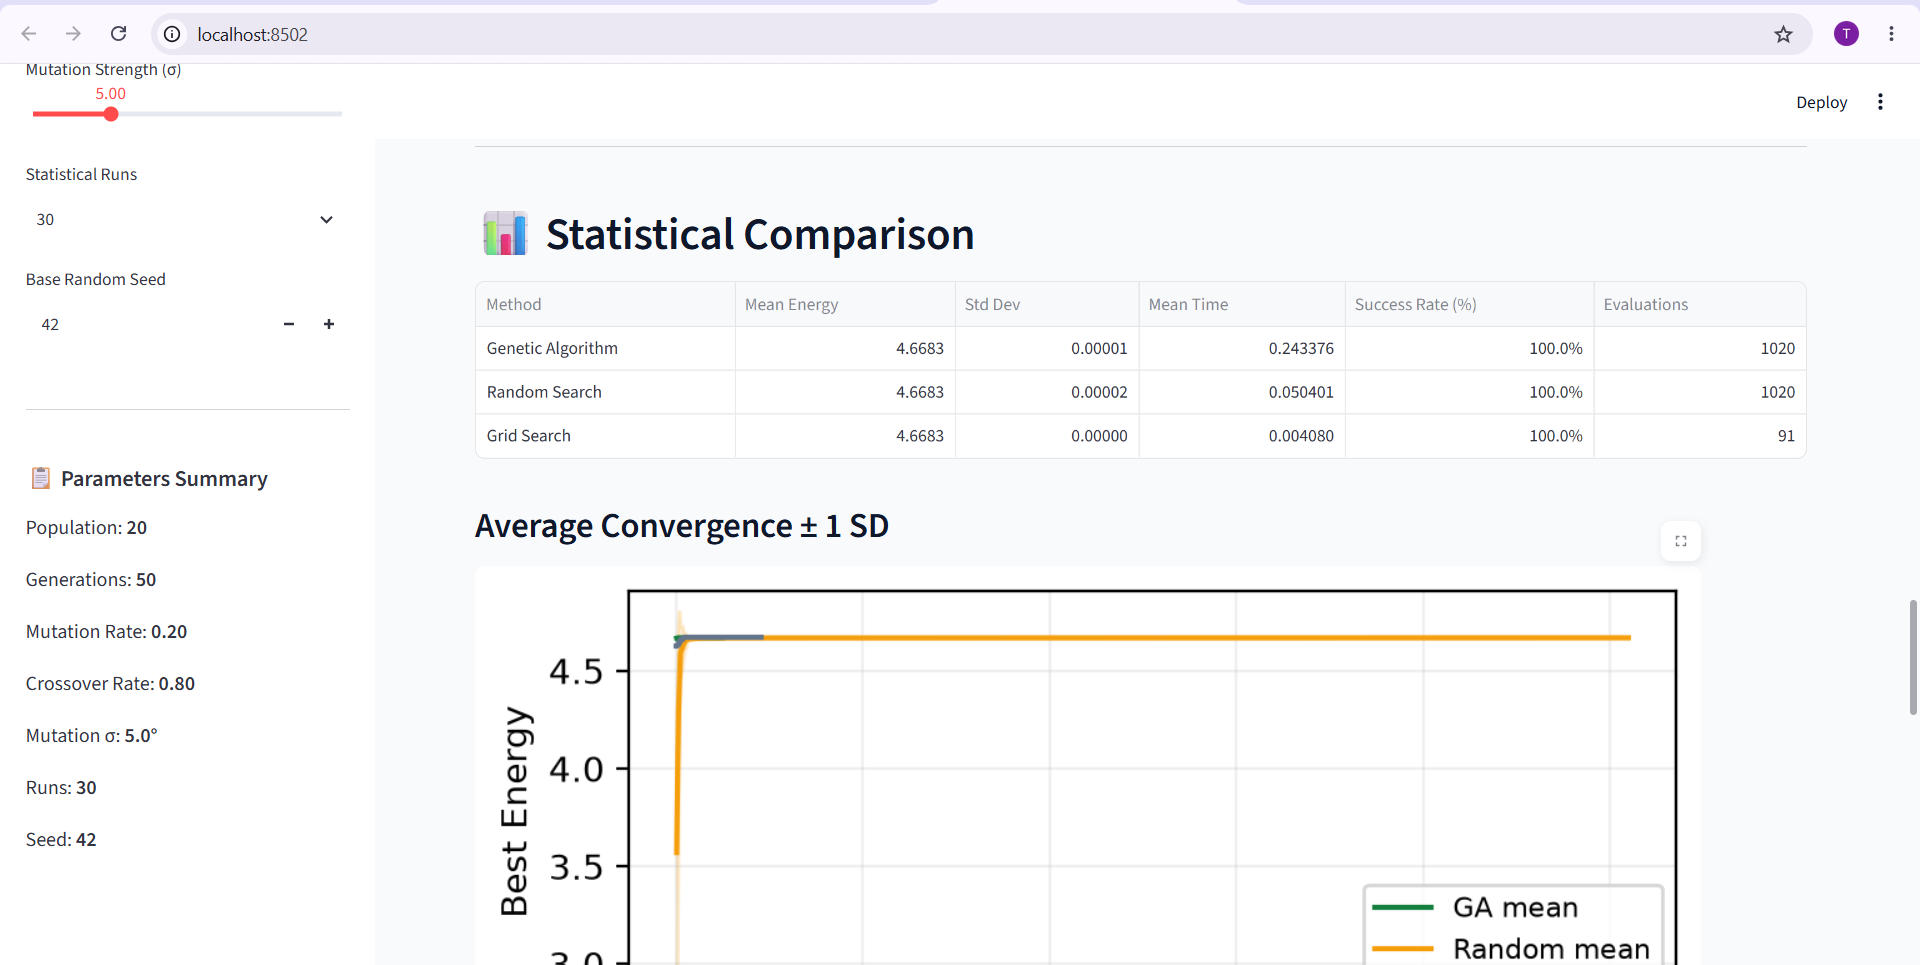 localhost:8502
T
Mutation Strength (σ)
5.00
Deploy
Statistical Runs
30
Base Random Seed
42
Parameters Summary
Population: 20
Generations: 50
Mutation Rate: 0.20
Crossover Rate: 0.80
Mutation σ: 5.0°
Runs: 30
Seed: 42
Statistical Comparison
Method Mean Energy Std Dev Mean Time Success Rate (%) Evaluations
Genetic Algorithm 4.6683 0.00001 0.243376 100.0% 1020
Random Search 4.6683 0.00002 0.050401 100.0% 1020
Grid Search 4.6683 0.00000 0.004080 100.0% 91
Average Convergence ± 1 SD
4.5
4.0
3.5
3.0
Best Energy
GA mean
Random mean